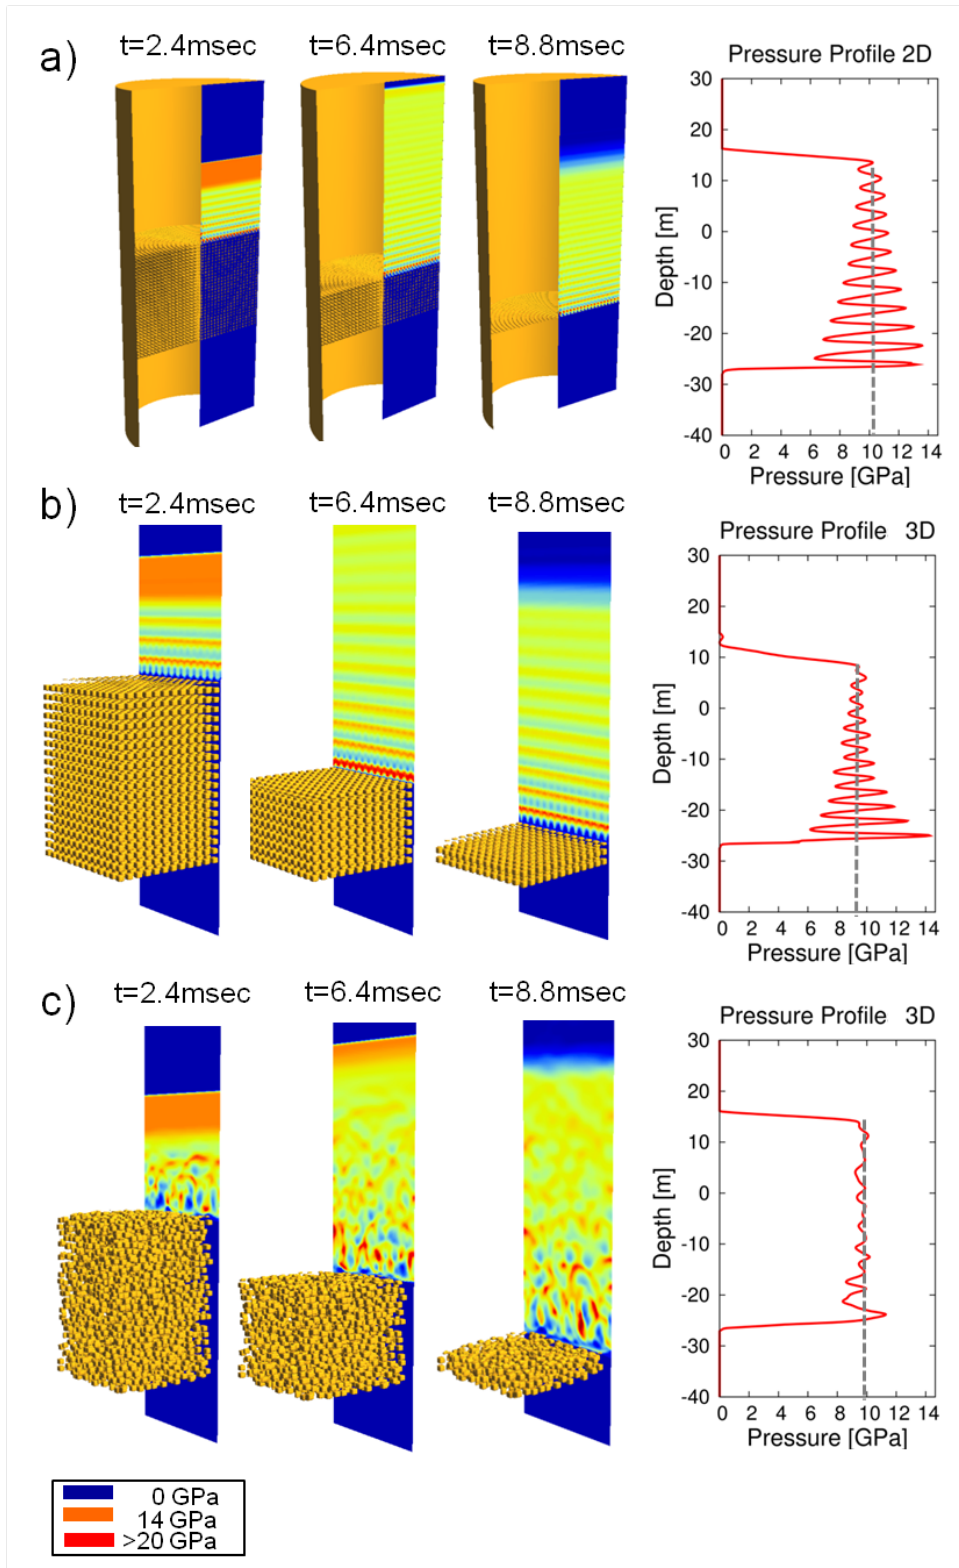 a)
t=2.4msec t=6.4msec t=8.8msec
Pressure Profile 2D
30
20
10
0
-10
-20
-30
-40
Depth [m]
0 2 4 6 8 10 12 14
Pressure [GPa]
b)
t=2.4msec t=6.4msec t=8.8msec
Pressure Profile 3D
30
20
10
0
-10
-20
-30
-40
Depth [m]
0 2 4 6 8 10 12 14
Pressure [GPa]
c)
t=2.4msec t=6.4msec t=8.8msec
Pressure Profile 3D
30
20
10
0
-10
-20
-30
-40
Depth [m]
0 2 4 6 8 10 12 14
Pressure [GPa]
0 GPa
14 GPa
>20 GPa